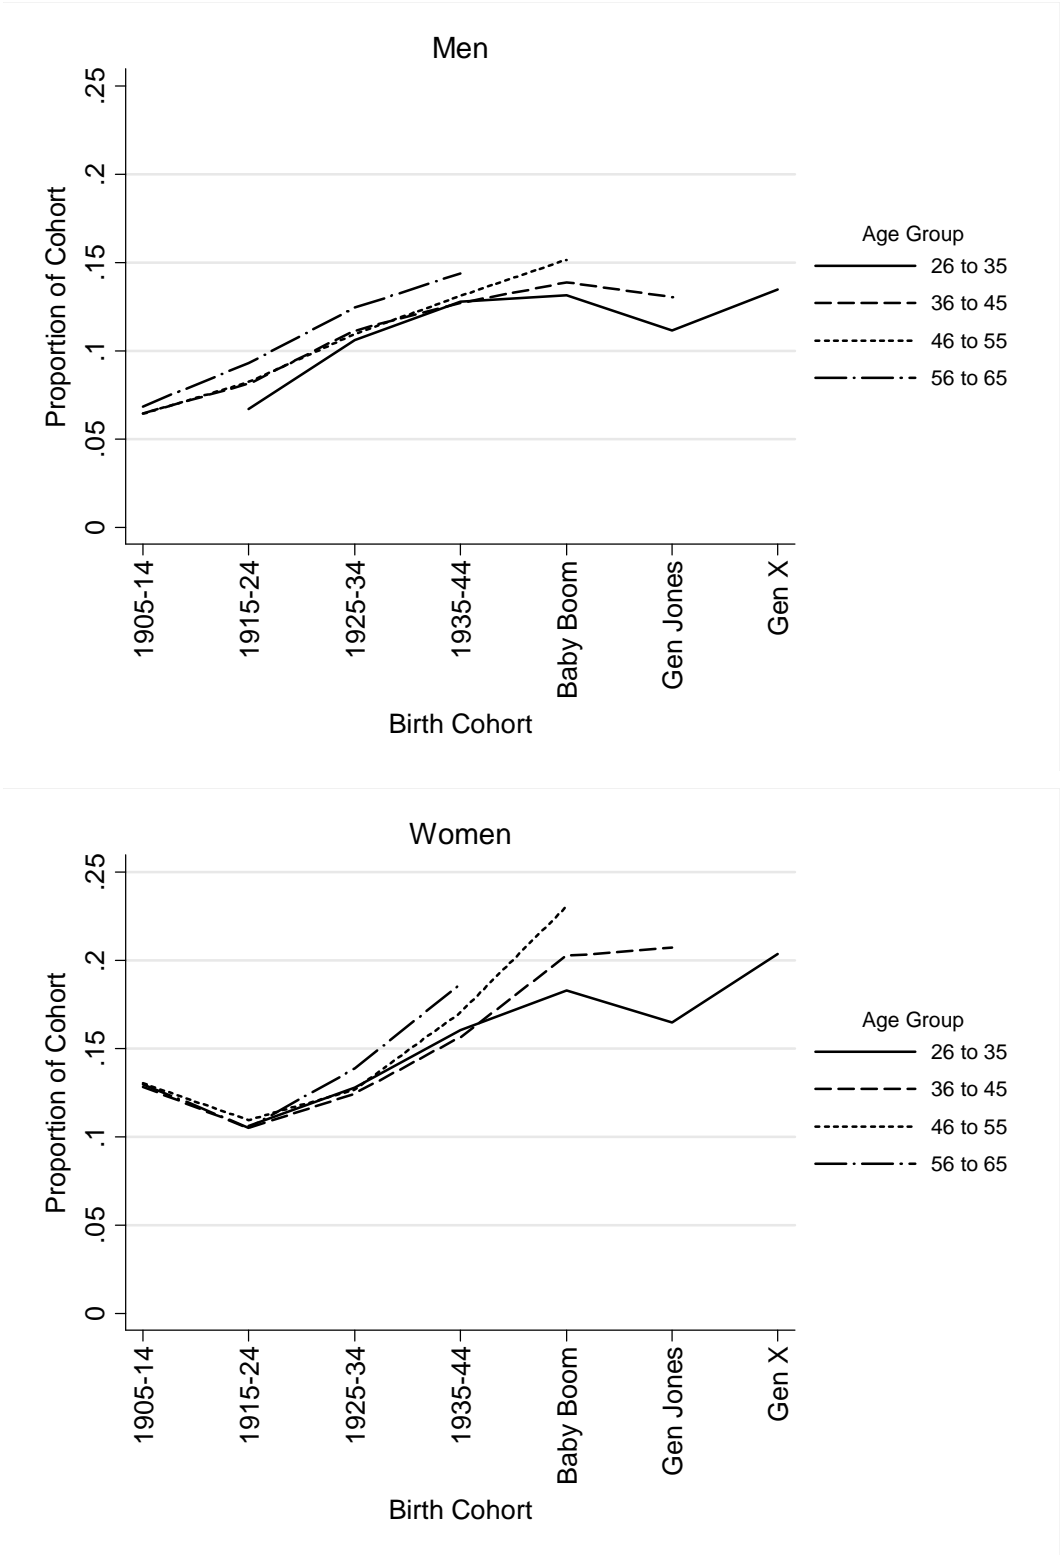 Men
Proportion of Cohort
.25
.2
.15
.1
.05
0
1905-14
1915-24
1925-34
1935-44
Baby Boom
Gen Jones
Gen X
Birth Cohort
Age Group
26 to 35
36 to 45
46 to 55
56 to 65
Women
Proportion of Cohort
.25
.2
.15
.1
.05
0
1905-14
1915-24
1925-34
1935-44
Baby Boom
Gen Jones
Gen X
Birth Cohort
Age Group
26 to 35
36 to 45
46 to 55
56 to 65